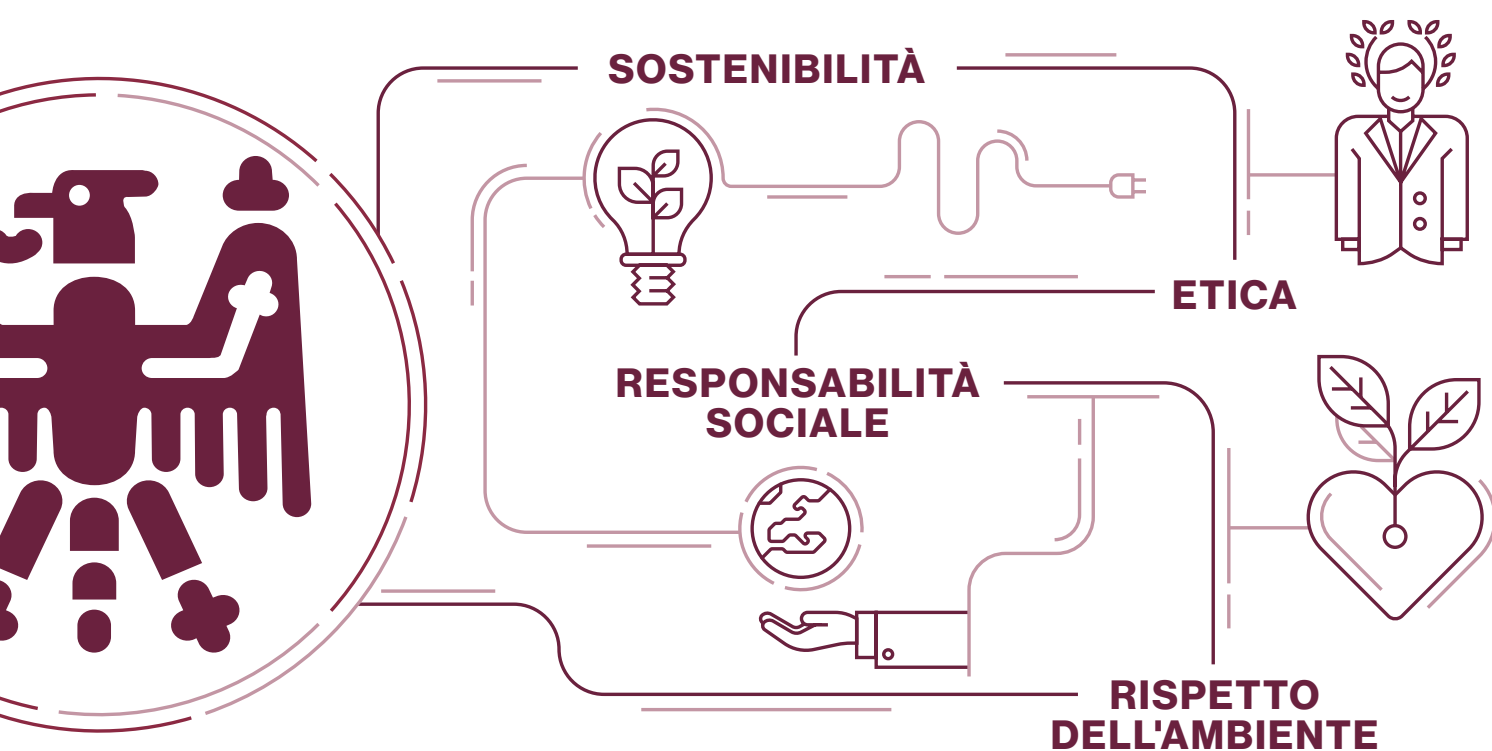 SOSTENIBILITÀ
ETICA
RESPONSABILITÀ
SOCIALE
RISPETTO
DELL'AMBIENTE